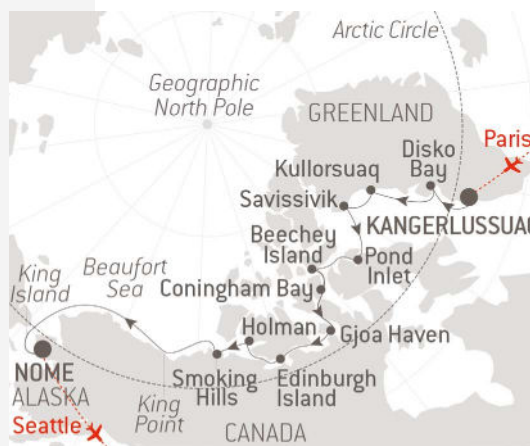 Arctic Circle
Geographic
North Pole
GREENLAND
Paris
Disko
Bay
Kullorsuaq
Savissivik
KANGERLUSSUAQ
Beechey
Island
Pond
Inlet
King
Island
Beaufort
Sea
Coningham Bay
Holman
Gjoa Haven
NOME
ALASKA
Smoking
Hills
Edinburgh
Island
King
Point
Seattle
CANADA